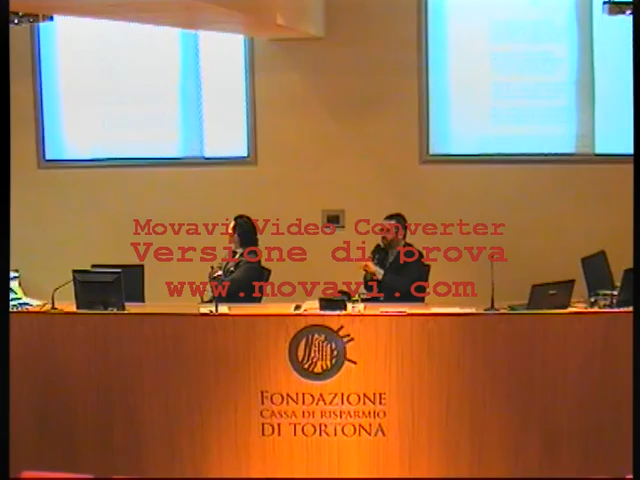 Movavi Video Converter
Versione di prova
www.movavi.com
FONDAZIONE
CASSA DI RISPARMIO
DI TORTONA